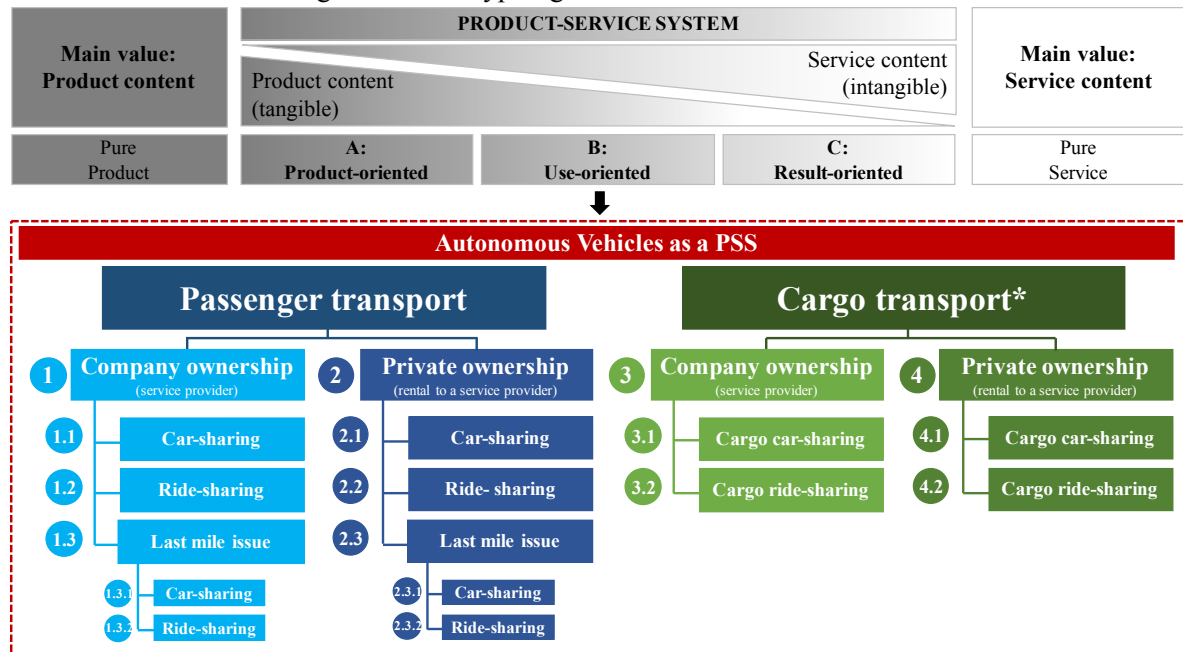 PRODUCT-SERVICE SYSTEM
Main value:
Product content
Product content
(tangible)
Service content
(intangible)
Main value:
Service content
Pure
Product
A:
Product-oriented
B:
Use-oriented
C:
Result-oriented
Pure
Service
Autonomous Vehicles as a PSS
Passenger transport
Cargo transport*
1 Company ownership
(service provider)
1.1 Car-sharing
1.2 Ride-sharing
1.3 Last mile issue
1.3.1 Car-sharing
1.3.2 Ride-sharing
2 Private ownership
(rental to a service provider)
2.1 Car-sharing
2.2 Ride- sharing
2.3 Last mile issue
2.3.1 Car-sharing
2.3.2 Ride-sharing
3 Company ownership
(service provider)
3.1 Cargo car-sharing
3.2 Cargo ride-sharing
4 Private ownership
(rental to a service provider)
4.1 Cargo car-sharing
4.2 Cargo ride-sharing